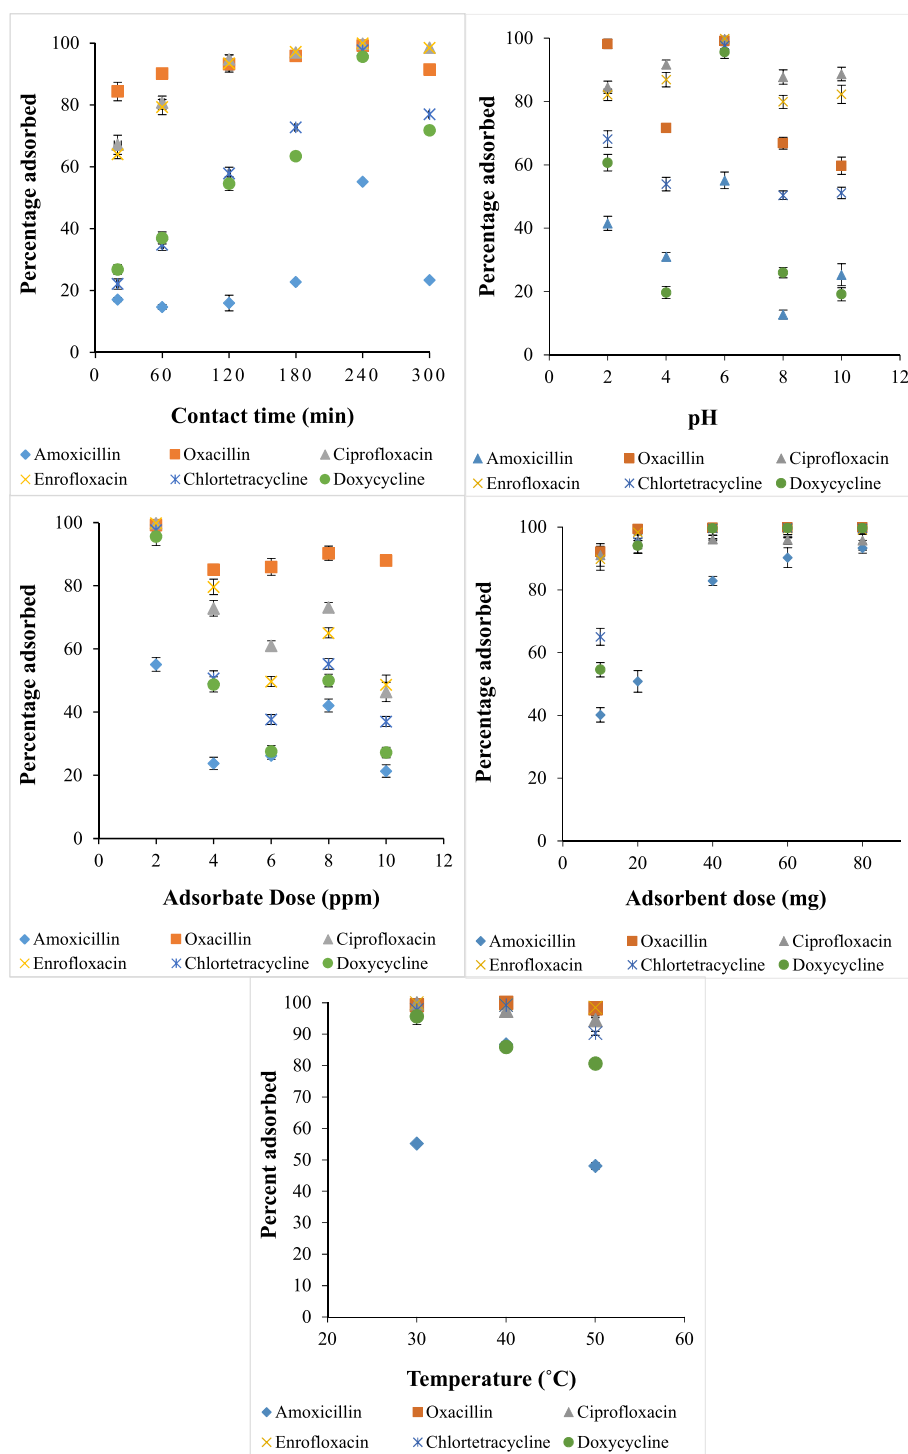 100
80
60
40
20
0
Percentage adsorbed
0 60 120 180 240 300
Contact time (min)
Amoxicillin Oxacillin Ciprofloxacin
Enrofloxacin Chlortetracycline Doxycycline
100
80
60
40
20
0
Percentage adsorbed
0 2 4 6 8 10 12
pH
Amoxicillin Oxacillin Ciprofloxacin
Enrofloxacin Chlortetracycline Doxycycline
100
80
60
40
20
0
Percentage adsorbed
0 2 4 6 8 10 12
Adsorbate Dose (ppm)
Amoxicillin Oxacillin Ciprofloxacin
Enrofloxacin Chlortetracycline Doxycycline
100
80
60
40
20
0
Percentage adsorbed
0 20 40 60 80
Adsorbent dose (mg)
Amoxicillin Oxacillin Ciprofloxacin
Enrofloxacin Chlortetracycline Doxycycline
100
90
80
70
60
50
40
30
20
10
0
Percent adsorbed
20 30 40 50 60
Temperature (˚C)
Amoxicillin Oxacillin Ciprofloxacin
Enrofloxacin Chlortetracycline Doxycycline